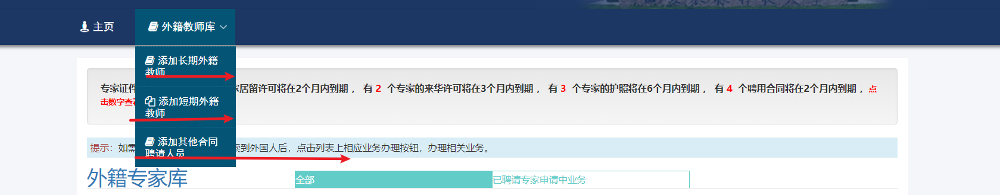 主页
外籍教师库
添加长期外籍
教师
添加短期外籍
教师
添加其他合同
聘请人员
专家证件
家居留许可将在2个月内到期， 有 2 个专家的来华许可将在3个月内到期， 有 3 个专家的护照将在6个月内到期， 有 4 个聘用合同将在2个月内到期，点
击数字查看
提示：如需
索到外国人后，点击列表上相应业务办理按钮，办理相关业务。
外籍专家库
全部
已聘请专家申请中业务